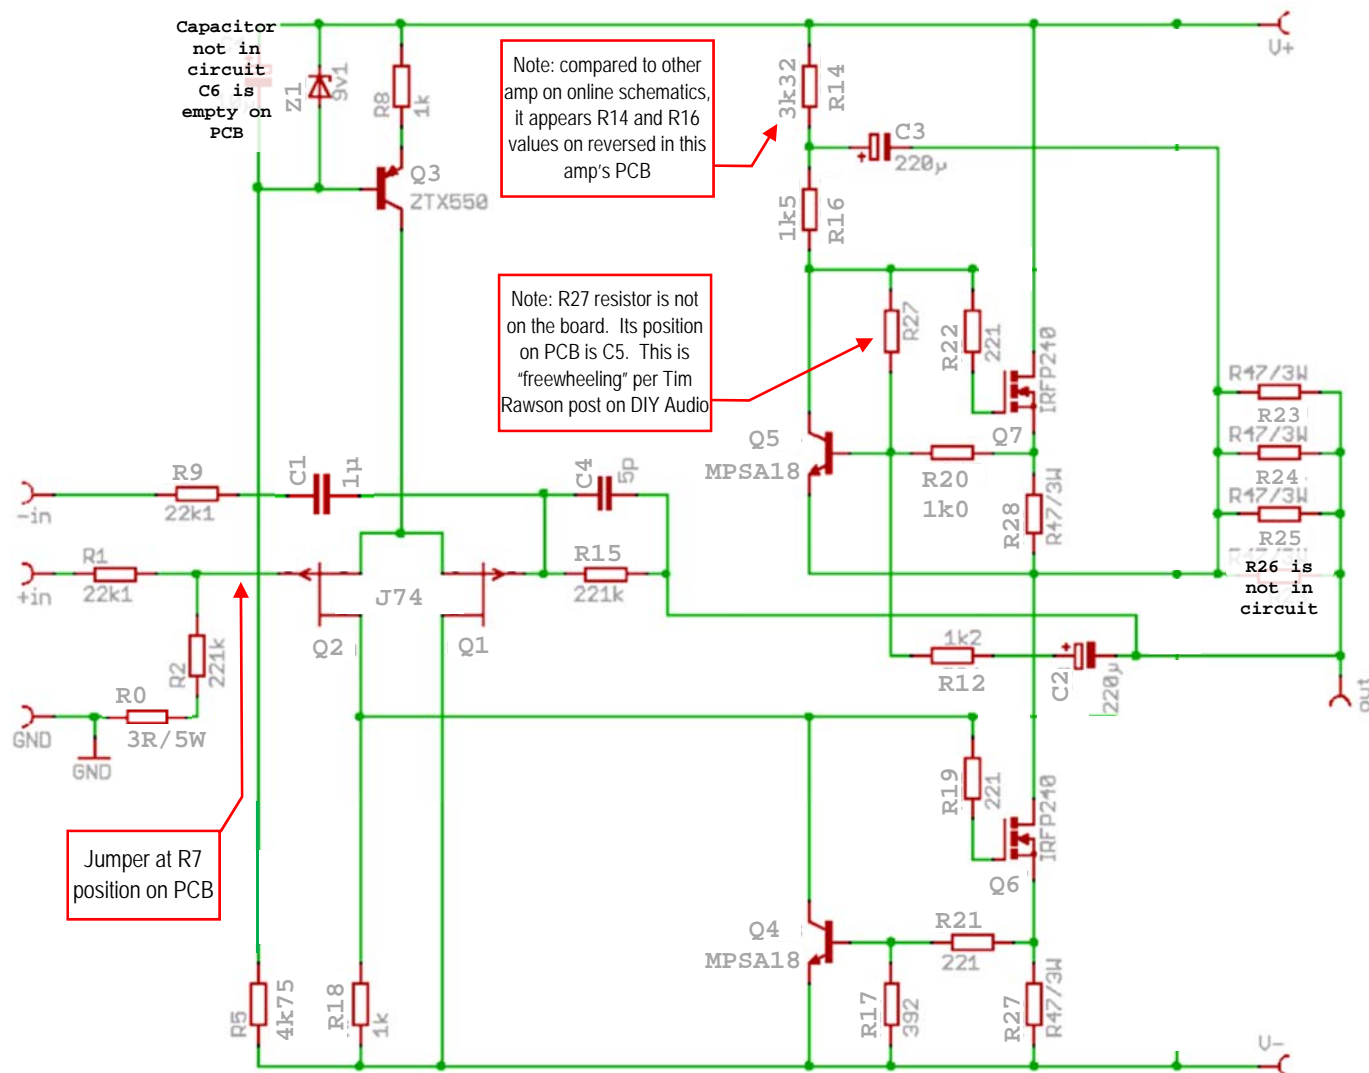 Capacitor
not in
circuit
C6 is
empty on
PCB
Z1
9v1
R8
1k
Q3
ZTX550
Note: compared to other
amp on online schematics,
it appears R14 and R16
values on reversed in this
amp's PCB
3k32
R14
C3
220µ
1k5
R16
V+
Note: R27 resistor is not
on the board. Its position
on PCB is C5. This is
"freewheeling" per Tim
Rawson post on DIY Audio
R27
R22
221
IRFP240
Q7
Q5
MPSA18
R20
1k0
R28
R47/3W
R47/3W
R23
R47/3W
R24
R47/3W
R25
R47/3W
R26 is
not in
circuit
R9
22k1
C1
1µ
C4
5p
-in
R1
22k1
+in
R15
221k
J74
Q2
Q1
R2
221k
R0
3R/5W
GND
GND
1k2
R12
C2
220µ
out
R19
221
IRFP240
Q6
Jumper at R7
position on PCB
Q4
MPSA18
R21
221
R5
4k75
R18
1k
R17
392
R27
R47/3W
V-